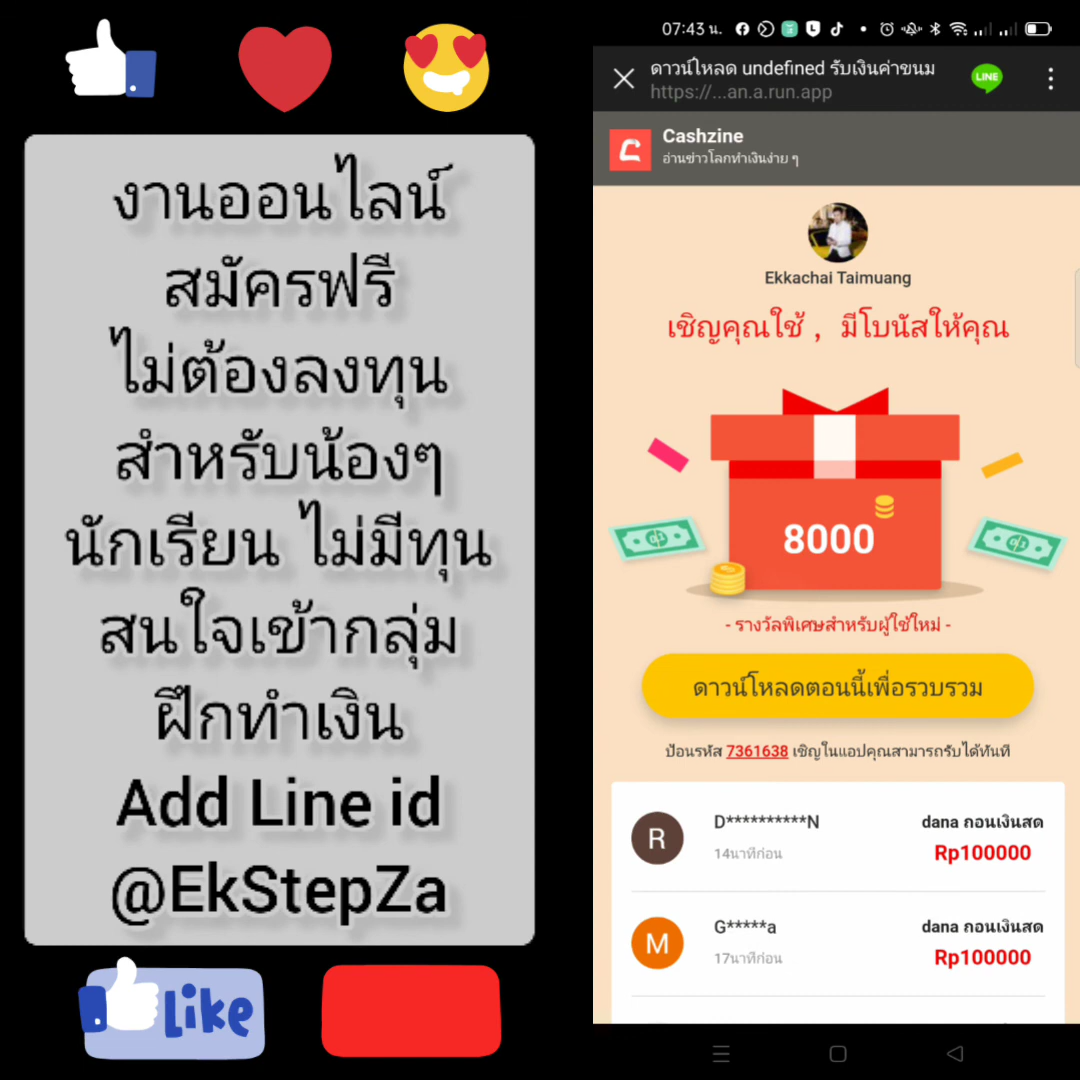 งานออนไลน์
สมัครฟรี
ไม่ต้องลงทุน
สำหรับน้องๆ
นักเรียน ไม่มีทุน
สนใจเข้ากลุ่ม
ฝึกทำเงิน
Add Line id
@EkStepZa
Like
07:43 น.
ดาวน์โหลด undefined รับเงินค่าขนม
https://...an.a.run.app
LINE
Cashzine
อ่านข่าวโลกทำเงินง่าย ๆ
Ekkachai Taimuang
เชิญคุณใช้ , มีโบนัสให้คุณ
8000
- รางวัลพิเศษสำหรับผู้ใช้ใหม่ -
ดาวน์โหลดตอนนี้เพื่อรวบรวม
ป้อนรหัส 7361638 เชิญในแอปคุณสามารถรับได้ทันที
R
D**********N
dana ถอนเงินสด
14นาทีก่อน
Rp100000
M
G*****a
dana ถอนเงินสด
17นาทีก่อน
Rp100000